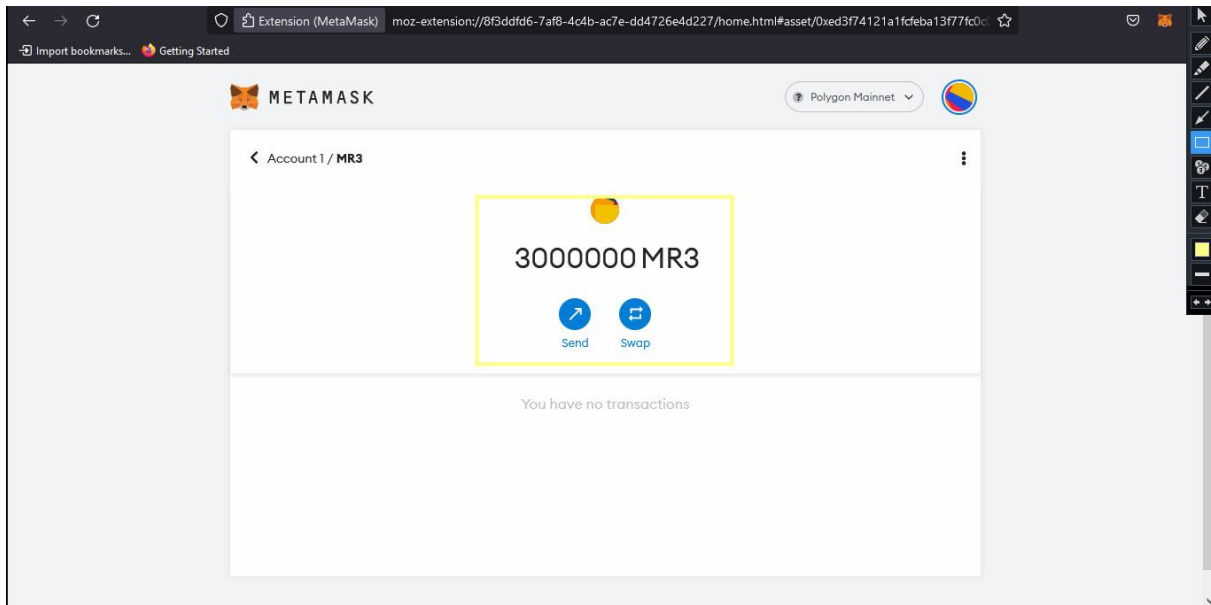 Extension (MetaMask) moz-extension://8f3ddfd6-7af8-4c4b-ac7e-dd4726e4d227/home.html#asset/0xed3f74121a1fcfeba13f77fc0c
Import bookmarks... Getting Started
METAMASK
Polygon Mainnet
Account 1 / MR3
3000000 MR3
Send Swap
You have no transactions
T